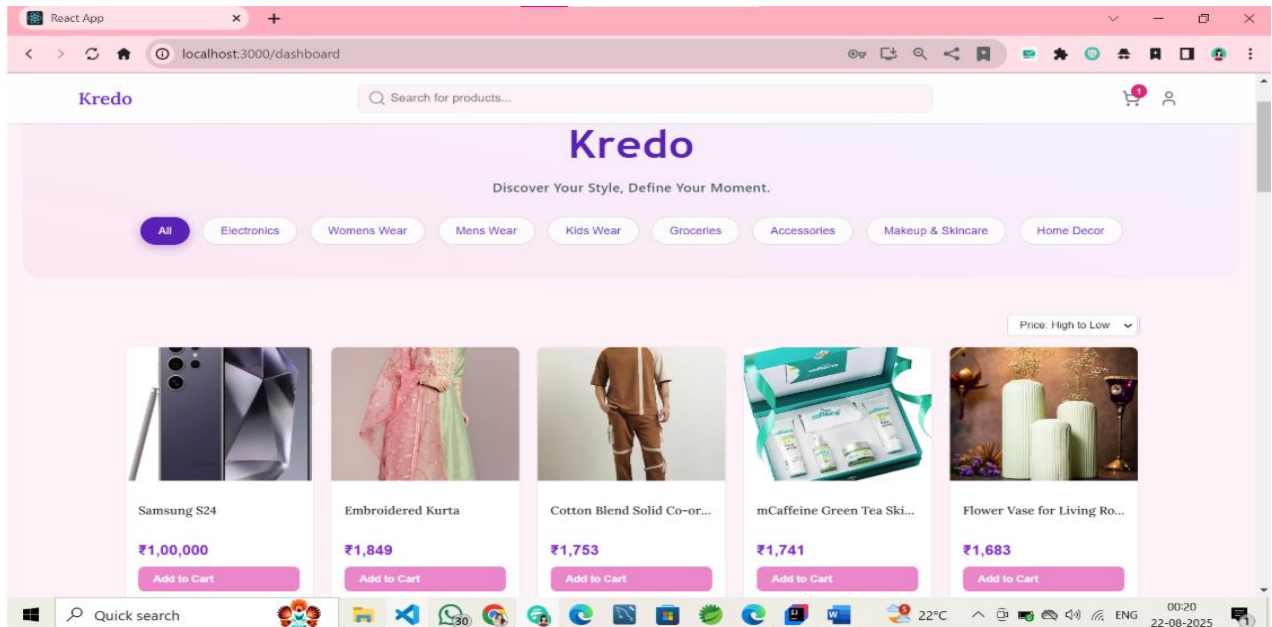 React App
localhost:3000/dashboard
Kredo
Search for products...
1
Kredo
Discover Your Style, Define Your Moment.
All Electronics Womens Wear Mens Wear Kids Wear Groceries Accessories Makeup & Skincare Home Decor
Price: High to Low
Samsung S24 Embroidered Kurta Cotton Blend Solid Co-or... mCaffeine Green Tea Ski... Flower Vase for Living Ro...
₹1,00,000 ₹1,849 ₹1,753 ₹1,741 ₹1,683
Add to Cart Add to Cart Add to Cart Add to Cart Add to Cart
Quick search 30 22°C ENG 00:20
22-08-2025